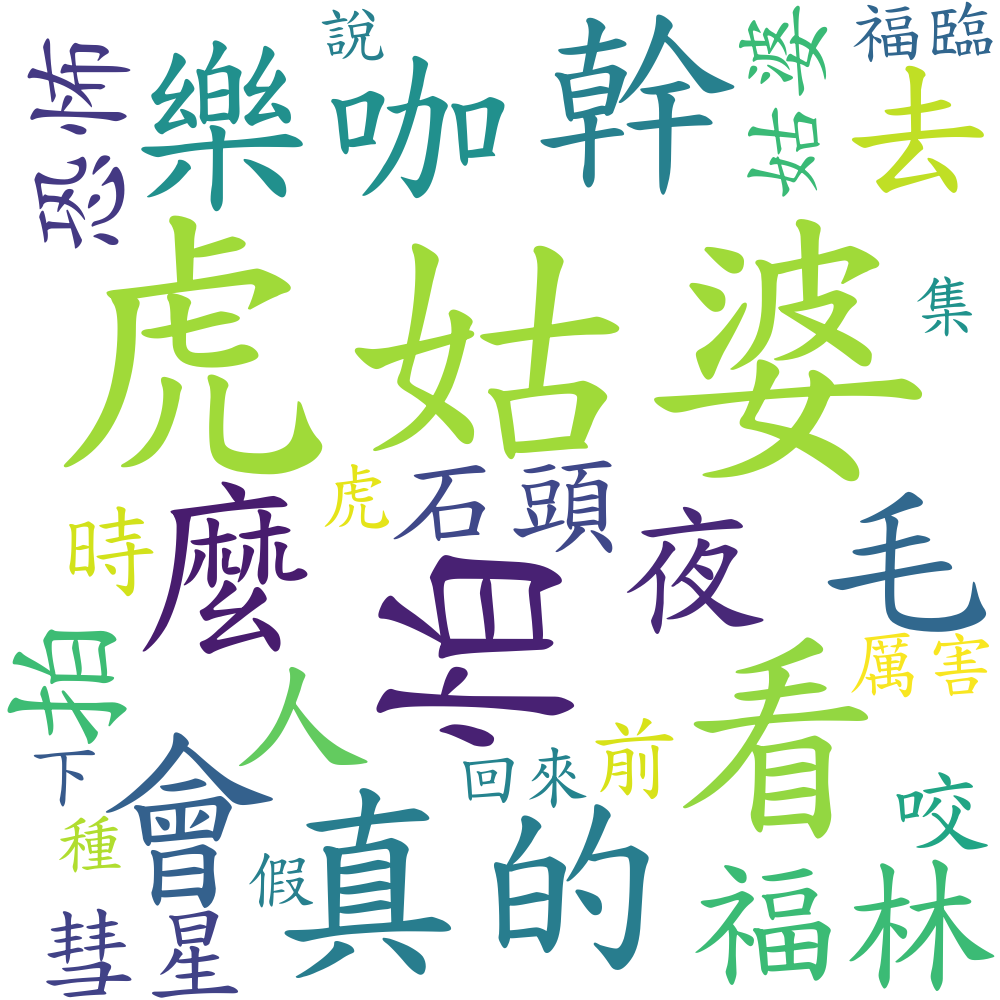 恐怖
樂
說
咖
幹
姑婆
福臨
去
虎姑婆
集
時
麼
虎
石頭
怕
夜
毛
拍
人
看
厲害
下
會
回來
前
咬
種
假
真的
福林
彗星